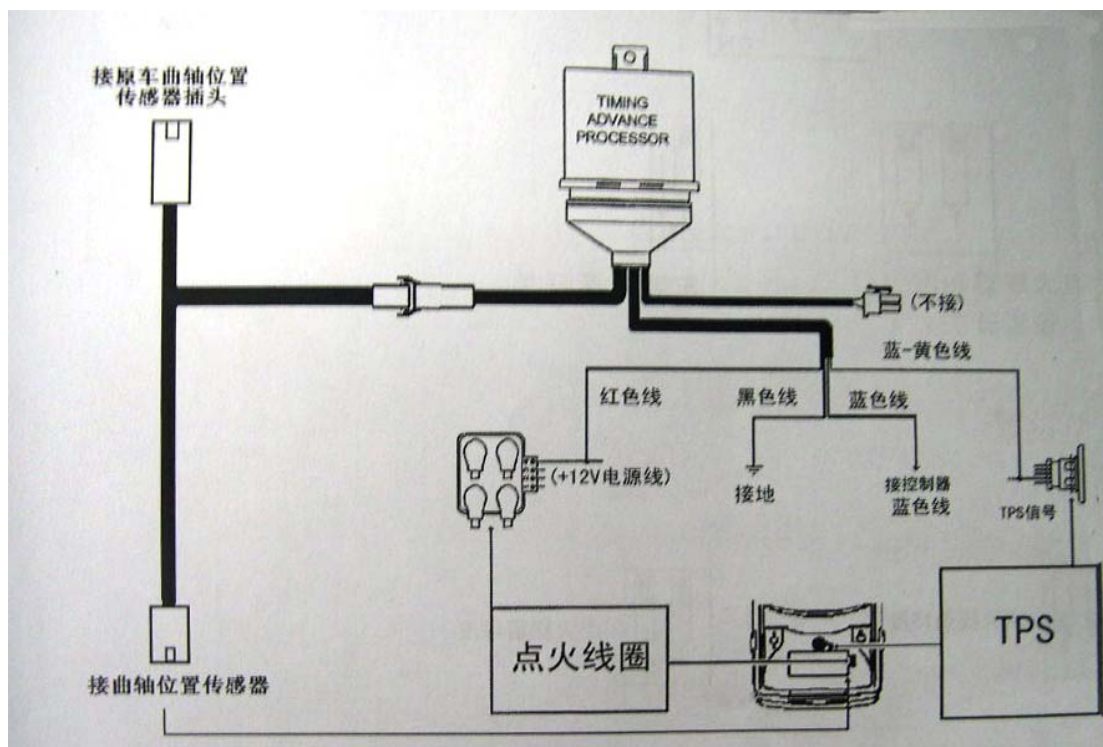 接原车曲轴位置
传感器插头
TIMING
ADVANCE
PROCESSOR
(不接)
蓝-黄色线
红色线
黑色线
蓝色线
(+12V电源线)
接地
接控制器
蓝色线
TPS信号
点火线圈
TPS
接曲轴位置传感器